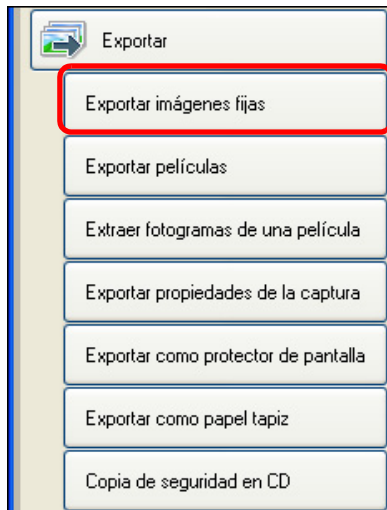 Exportar
Exportar imágenes fijas
Exportar películas
Extraer fotogramas de una película
Exportar propiedades de la captura
Exportar como protector de pantalla
Exportar como papel tapiz
Copia de seguridad en CD